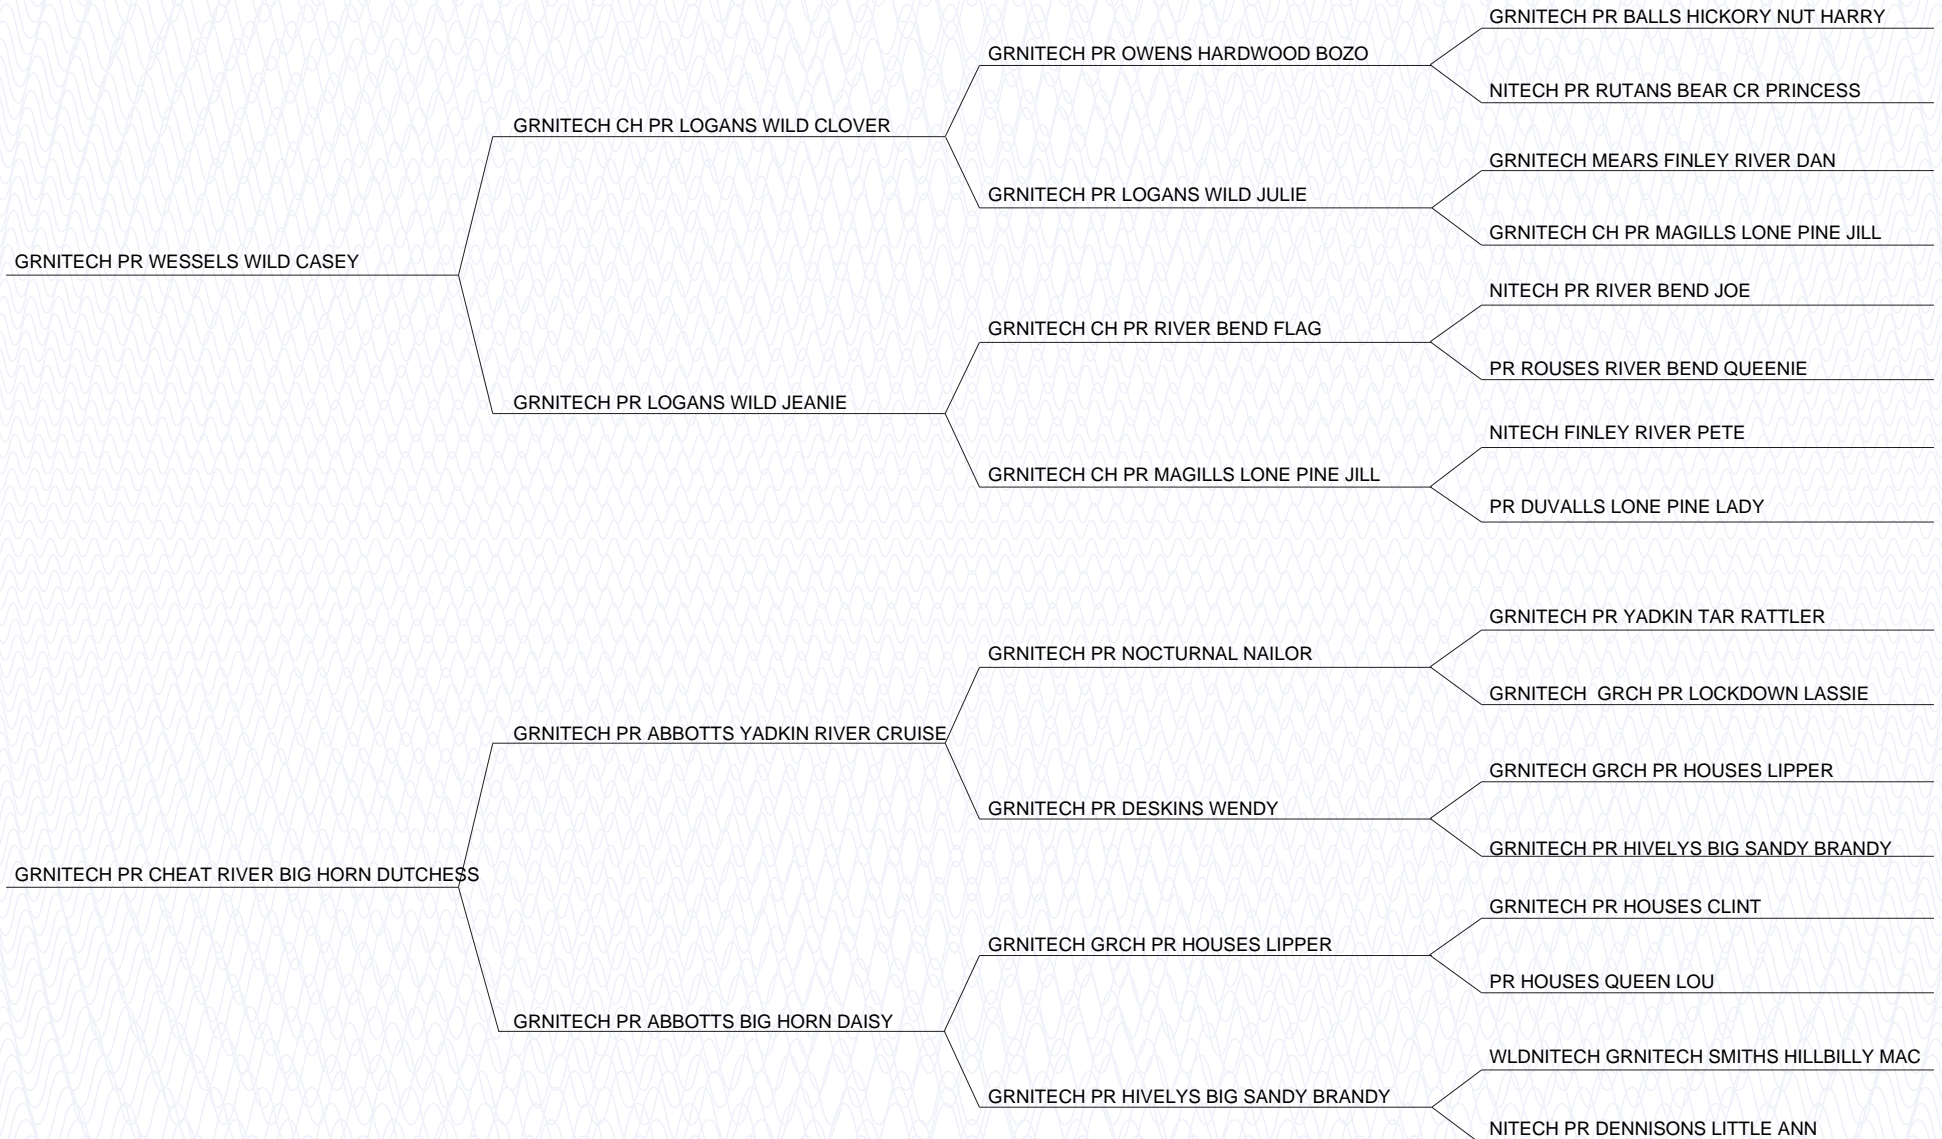 GRNITECH PR BALLS HICKORY NUT HARRY
GRNITECH PR OWENS HARDWOOD BOZO
NITECH PR RUTANS BEAR CR PRINCESS
GRNITECH CH PR LOGANS WILD CLOVER
GRNITECH MEARS FINLEY RIVER DAN
GRNITECH PR LOGANS WILD JULIE
GRNITECH CH PR MAGILLS LONE PINE JILL
GRNITECH PR WESSELS WILD CASEY
NITECH PR RIVER BEND JOE
GRNITECH CH PR RIVER BEND FLAG
PR ROUSES RIVER BEND QUEENIE
GRNITECH PR LOGANS WILD JEANIE
NITECH FINLEY RIVER PETE
GRNITECH CH PR MAGILLS LONE PINE JILL
PR DUVALLS LONE PINE LADY
GRNITECH PR YADKIN TAR RATTLER
GRNITECH PR NOCTURNAL NAILOR
GRNITECH  GRCH PR LOCKDOWN LASSIE
GRNITECH PR ABBOTTS YADKIN RIVER CRUISE
GRNITECH GRCH PR HOUSES LIPPER
GRNITECH PR DESKINS WENDY
GRNITECH PR HIVELYS BIG SANDY BRANDY
GRNITECH PR CHEAT RIVER BIG HORN DUTCHESS
GRNITECH PR HOUSES CLINT
GRNITECH GRCH PR HOUSES LIPPER
PR HOUSES QUEEN LOU
GRNITECH PR ABBOTTS BIG HORN DAISY
WLDNITECH GRNITECH SMITHS HILLBILLY MAC
GRNITECH PR HIVELYS BIG SANDY BRANDY
NITECH PR DENNISONS LITTLE ANN